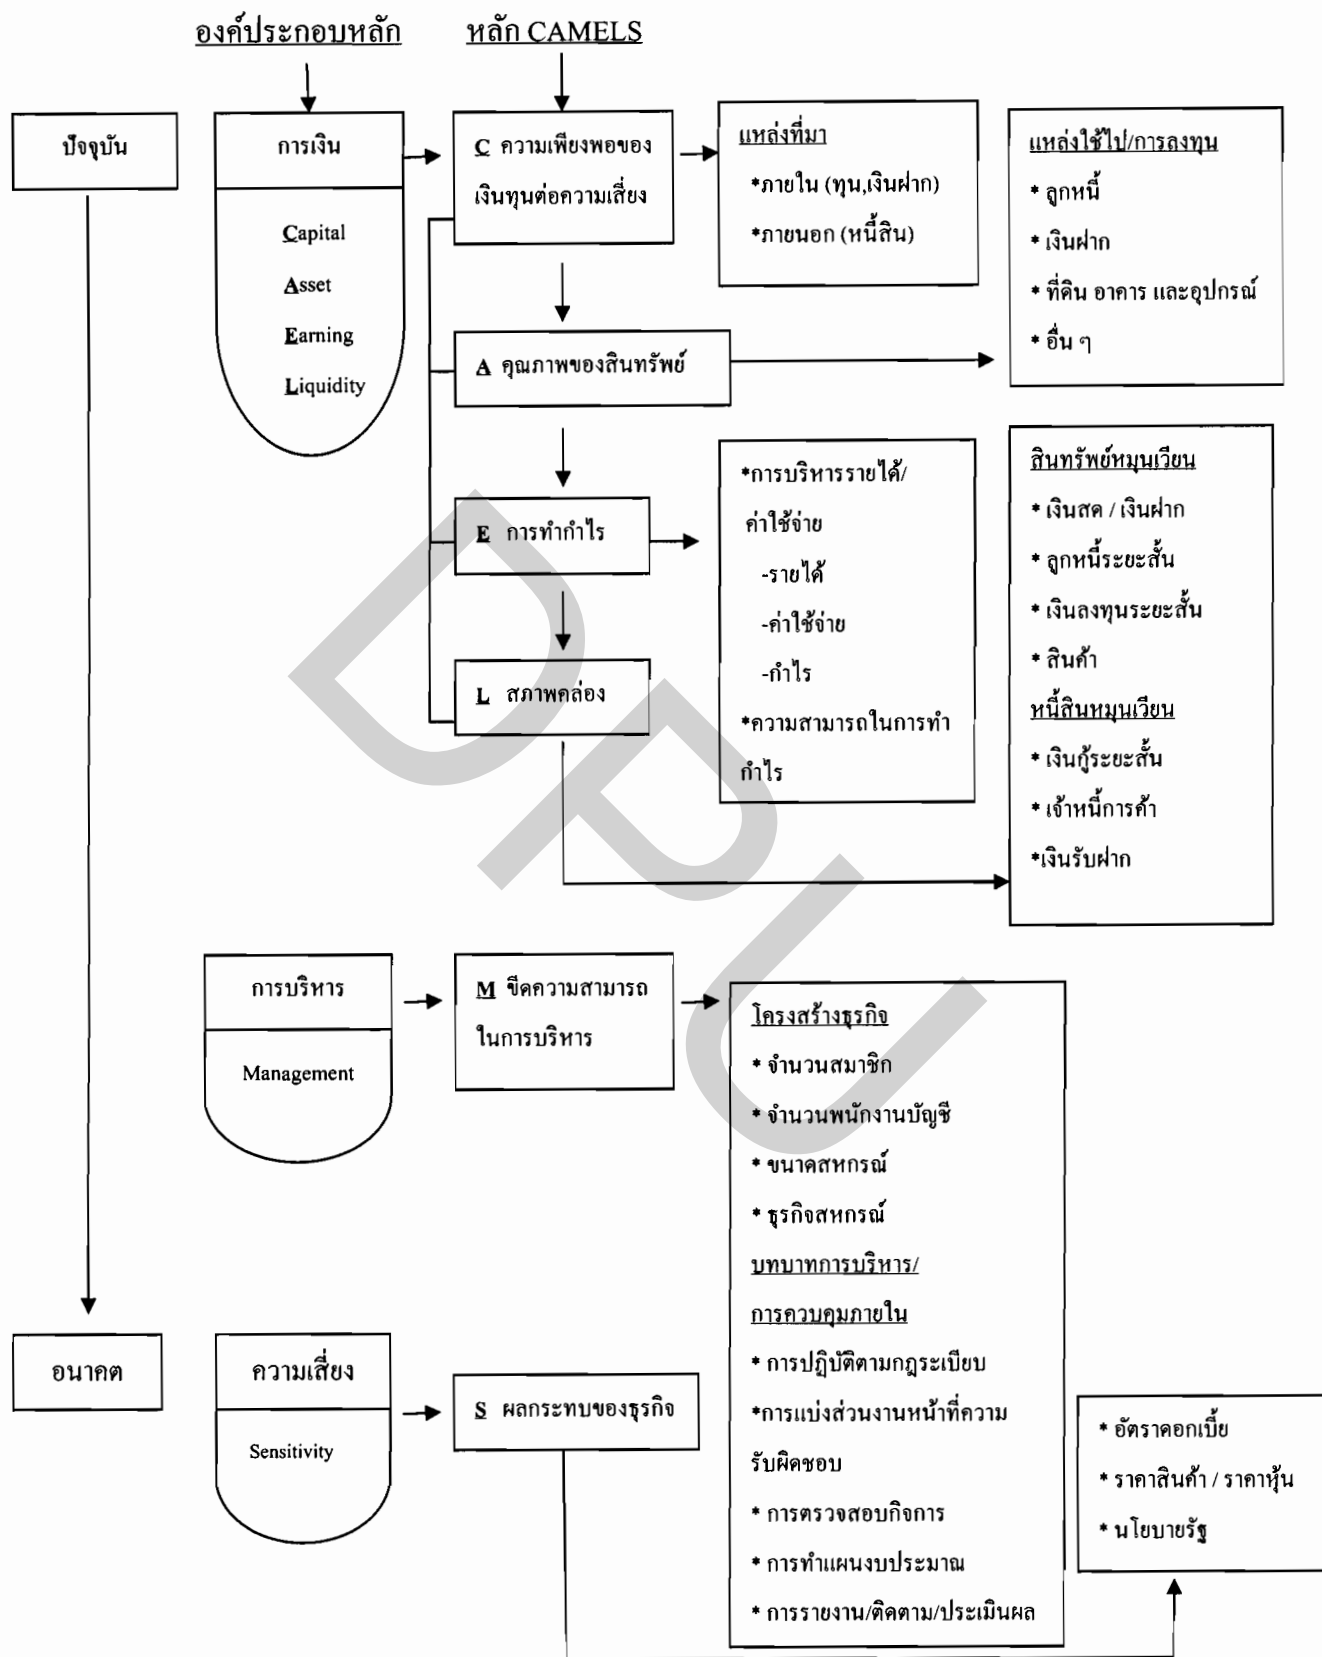 องค์ประกอบหลัก
หลัก CAMELS
ปัจจุบัน
การเงิน
Capital
Asset
Earning
Liquidity
C ความเพียงพอของ
เงินทุนต่อความเสี่ยง
แหล่งที่มา
*ภายใน (ทุน,เงินฝาก)
*ภายนอก (หนี้สิน)
แหล่งใช้ไป/การลงทุน
* ลูกหนี้
* เงินฝาก
* ที่ดิน อาคาร และอุปกรณ์
* อื่น ๆ
A คุณภาพของสินทรัพย์
E การทำกำไร
*การบริหารรายได้/
ค่าใช้จ่าย
-รายได้
-ค่าใช้จ่าย
-กำไร
*ความสามารถในการทำ
กำไร
L สภาพคล่อง
สินทรัพย์หมุนเวียน
* เงินสด / เงินฝาก
* ลูกหนี้ระยะสั้น
* เงินลงทุนระยะสั้น
* สินค้า
หนี้สินหมุนเวียน
* เงินกู้ระยะสั้น
* เจ้าหนี้การค้า
*เงินรับฝาก
การบริหาร
Management
M ขีดความสามารถ
ในการบริหาร
โครงสร้างธุรกิจ
* จำนวนสมาชิก
* จำนวนพนักงานบัญชี
* ขนาดสหกรณ์
* ธุรกิจสหกรณ์
บทบาทการบริหาร/
การควบคุมภายใน
* การปฏิบัติตามกฎระเบียบ
*การแบ่งส่วนงานหน้าที่ความ
รับผิดชอบ
* การตรวจสอบกิจการ
* การทำแผนงบประมาณ
* การรายงาน/ติดตาม/ประเมินผล
อนาคต
ความเสี่ยง
Sensitivity
S ผลกระทบของธุรกิจ
* อัตราดอกเบี้ย
* ราคาสินค้า / ราคาหุ้น
* นโยบายรัฐ
DPU